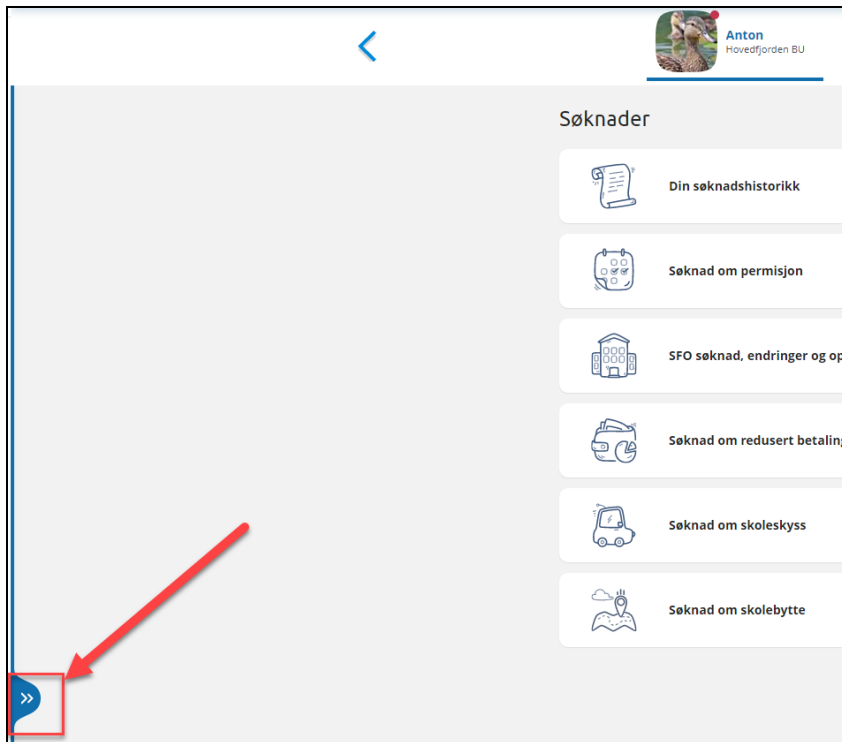 Anton
Hovedfjorden BU
Søknader
Din søknadshistorikk
Søknad om permisjon
SFO søknad, endringer og op
Søknad om redusert betaling
Søknad om skoleskyss
Søknad om skolebytte